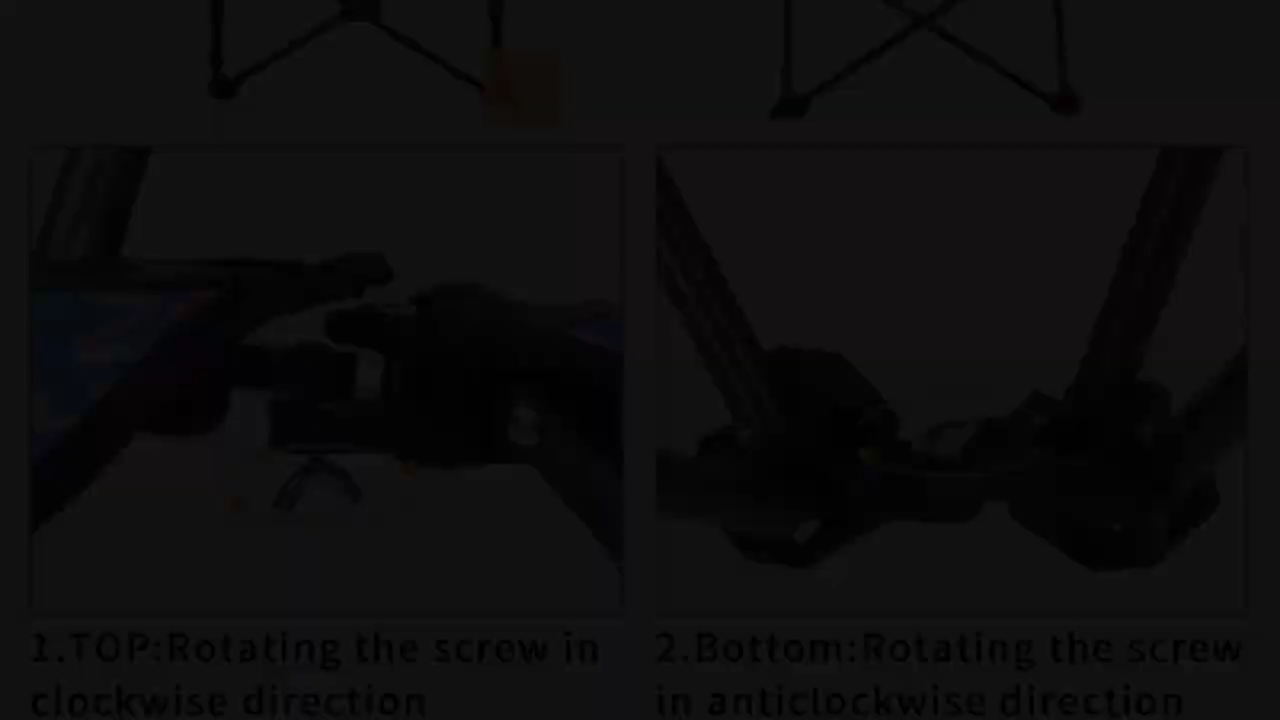 1.TOP:Rotating the screw in
clockwise direction
2.Bottom:Rotating the screw
in anticlockwise direction